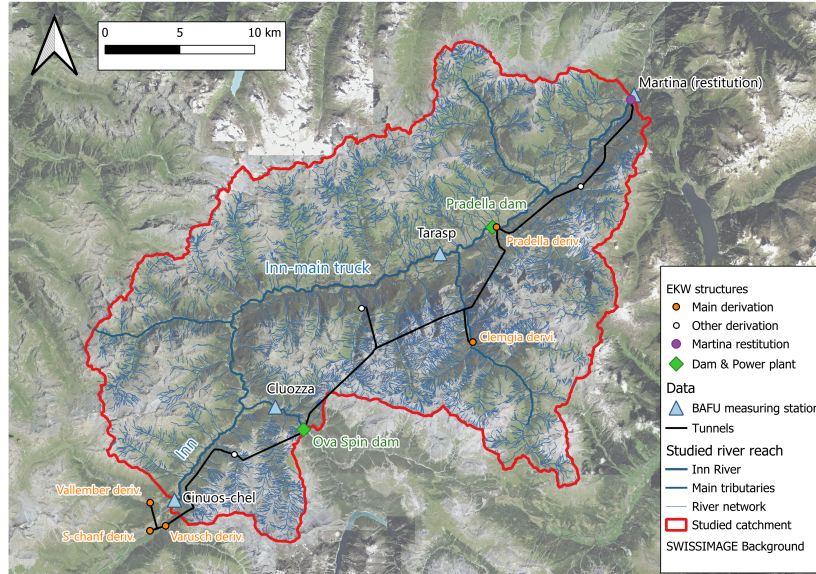 0 5 10 km
Martina (restitution)
Pradella dam
Tarasp
Pradella deriv.
Inn-main truck
Clemgia dervi.
Cluozza
Ova Spin dam
Inn
Vallember deriv.
Cinuos-chel
S-chanf deriv.
Varusch deriv.
EKW structures
Main derivation
Other derivation
Martina restitution
Dam & Power plant
Data
BAFU measuring station
Tunnels
Studied river reach
Inn River
Main tributaries
River network
Studied catchment
SWISSIMAGE Background